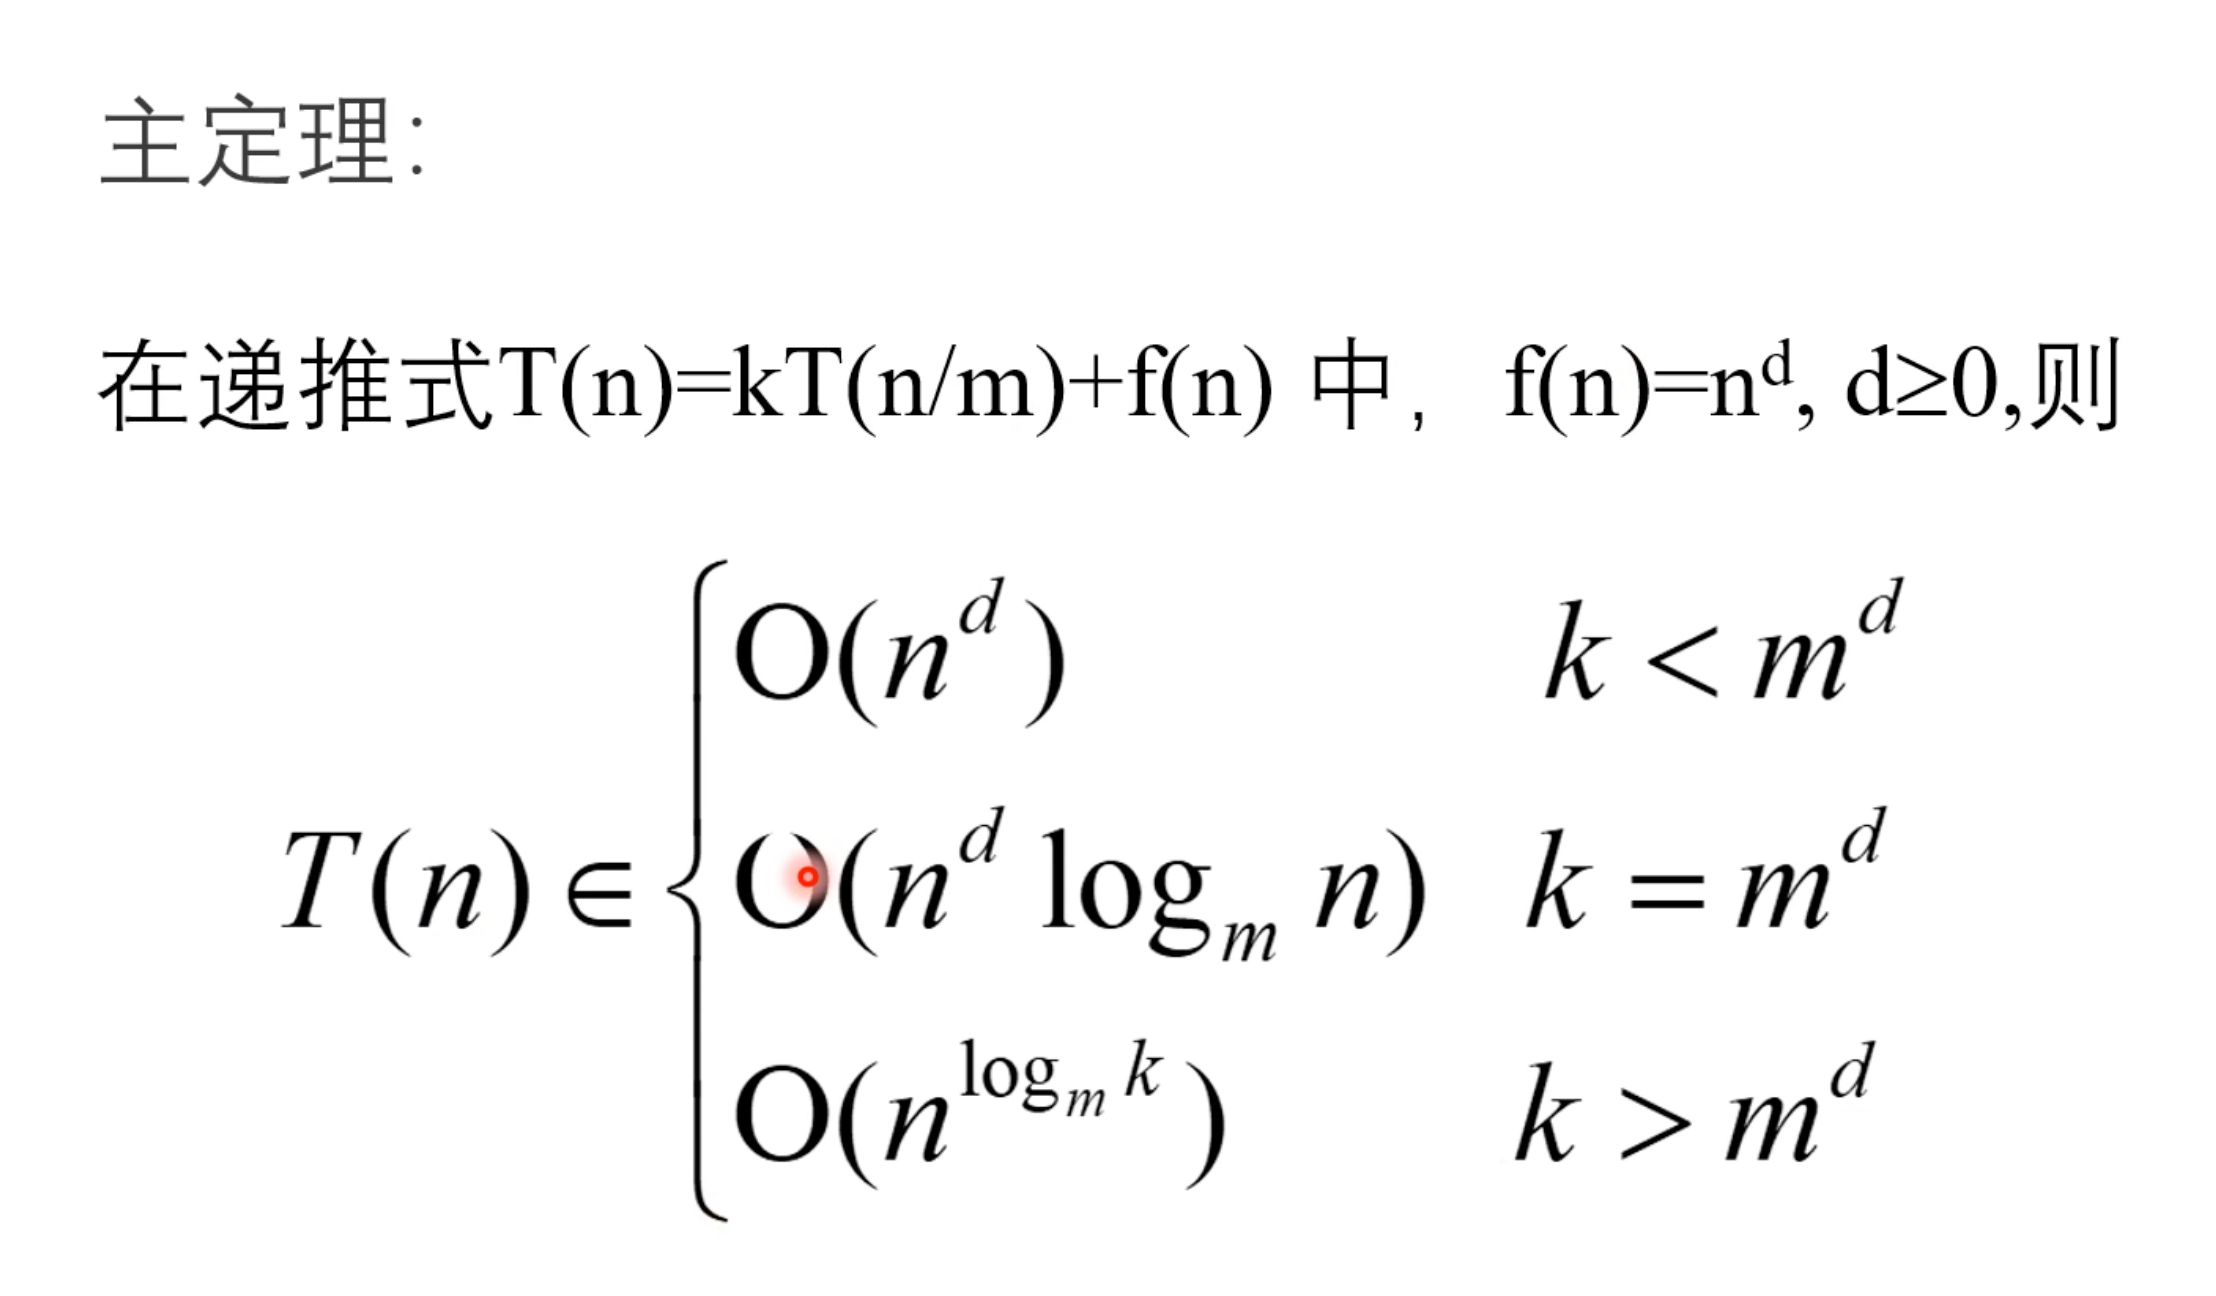 主定理：
在递推式T(n)=kT(n/m)+f(n) 中， f(n)=n^d, d≥0,则
O(n^d) k < m^d
T(n) ∈ { O(n^d log_m n) k = m^d
O(n^{log_m k}) k > m^d